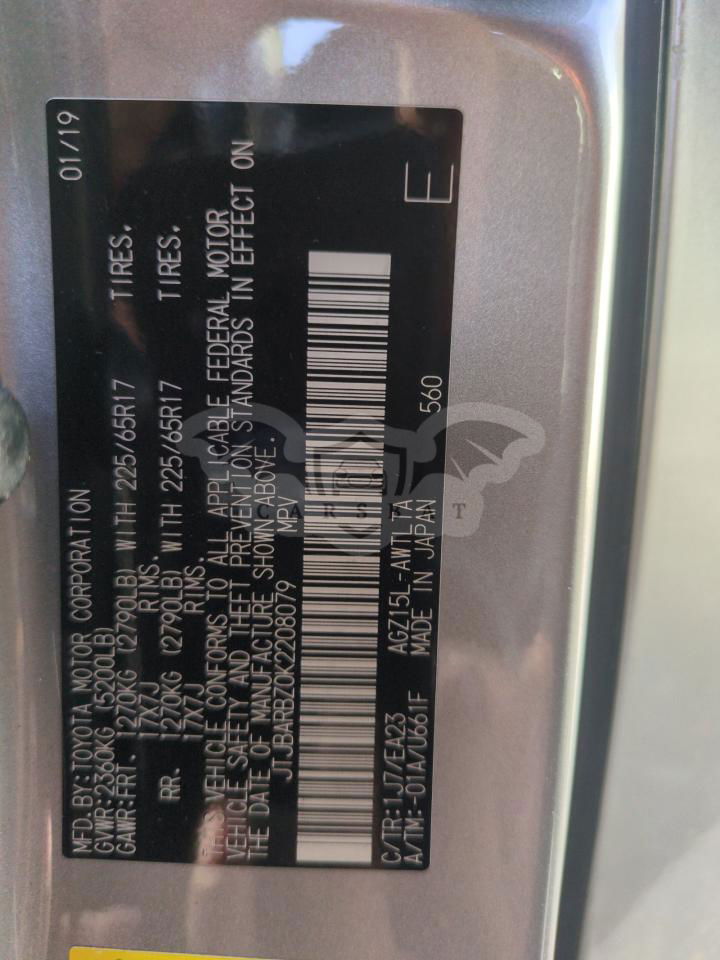 MFD.BY:TOYOTA MOTOR CORPORATION 01/19
GVWR:2360KG (5200LB)
GAWR:FRT. 1270KG (2790LB) WITH 225/65R17 TIRES.
17X7J RIMS.
RR. 1270KG (2790LB) WITH 225/65R17 TIRES.
17X7J RIMS.
THIS VEHICLE CONFORMS TO ALL APPLICABLE FEDERAL MOTOR
VEHICLE SAFETY AND THEFT PREVENTION STANDARDS IN EFFECT ON
THE DATE OF MANUFACTURE SHOWN ABOVE.
JTJBARBZ0K2208079 MPV
C/TR:1J7/EA23 AGZ15L-AWTLTA
A/TM:-01A/U661F MADE IN JAPAN 560
E
CARSENT